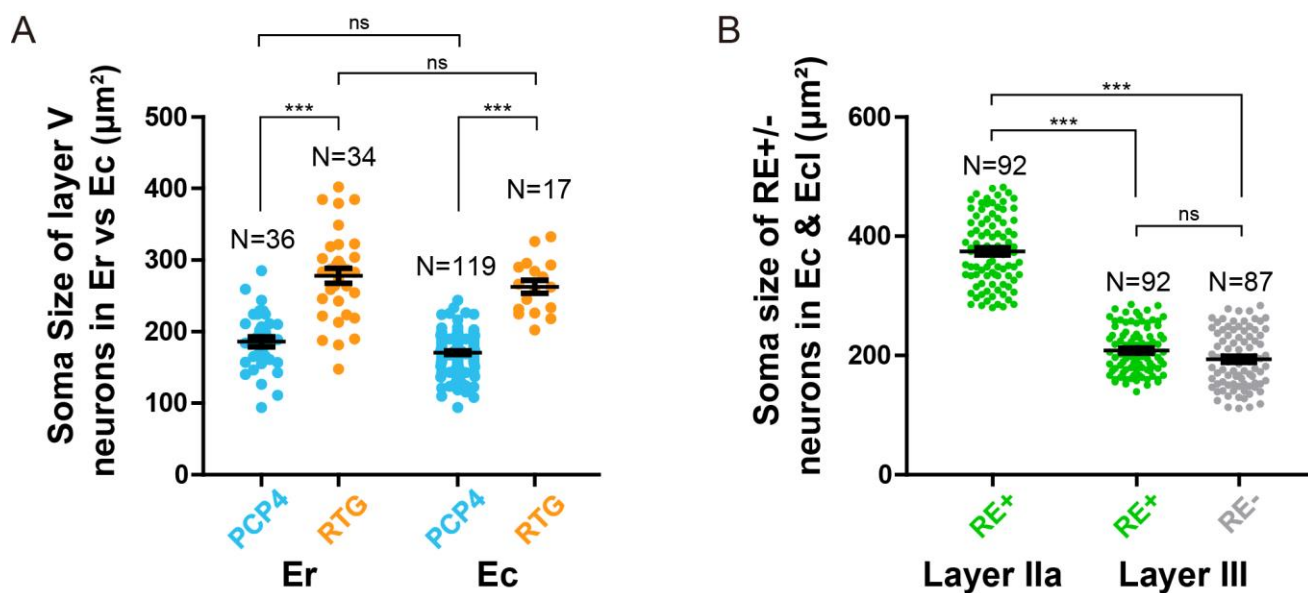 A
Soma Size of layer V
neurons in Er vs Ec (µm²)
ns
ns
***
***
500
400
300
200
100
0
N=36
N=34
N=119
N=17
PCP4
RTG
PCP4
RTG
Er
Ec
B
Soma size of RE+/-
neurons in Ec & Ecl (µm²)
***
***
ns
600
400
200
0
N=92
N=92
N=87
RE+
RE+
RE-
Layer IIa
Layer III